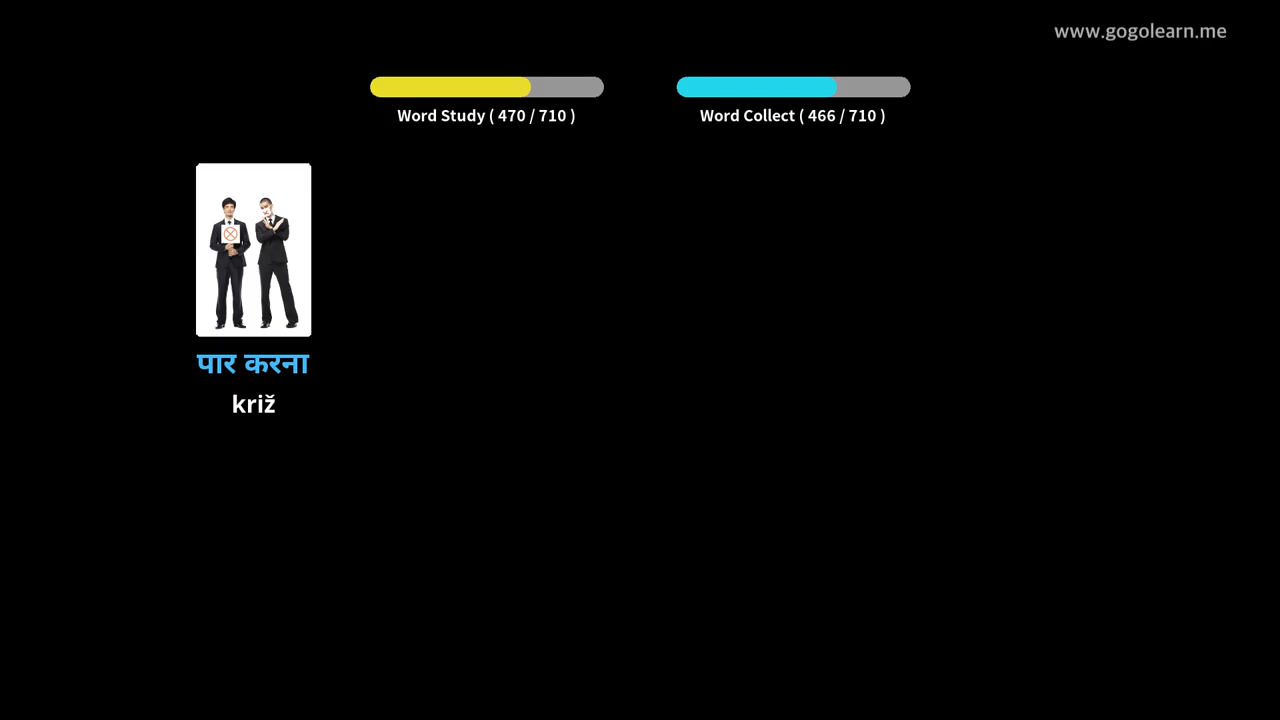 www.gogolearn.me
Word Study ( 470 / 710 )
Word Collect ( 466 / 710 )
पार करना
križ